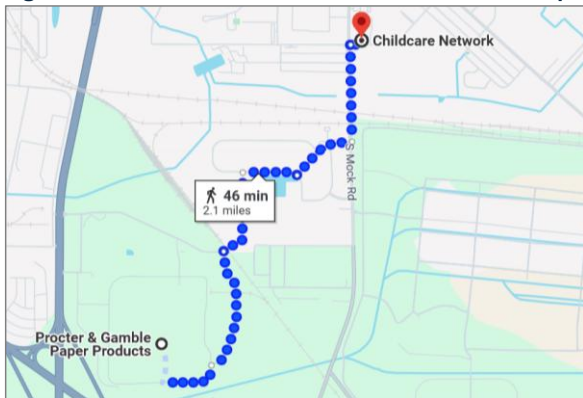 Childcare Network
S Mock Rd
46 min
2.1 miles
Procter & Gamble
Paper Products